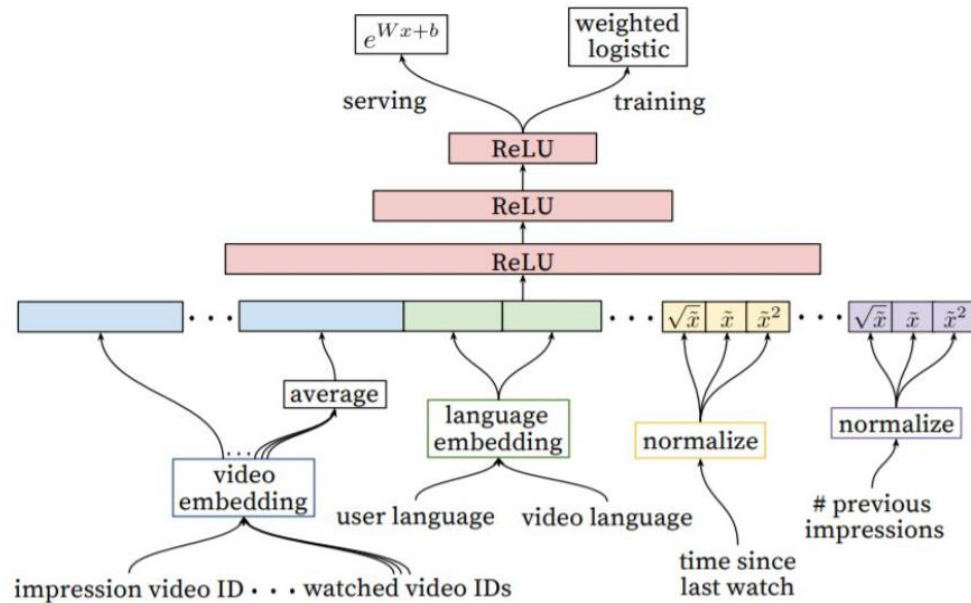 e^{Wx+b}
weighted
logistic
serving
training
ReLU
ReLU
ReLU
• • •
• • •
√x̃ x̃ x̃²
• • •
√x̃ x̃ x̃²
average
language
embedding
normalize
normalize
...
video
embedding
user language
video language
# previous
impressions
time since
last watch
impression video ID • • • watched video IDs